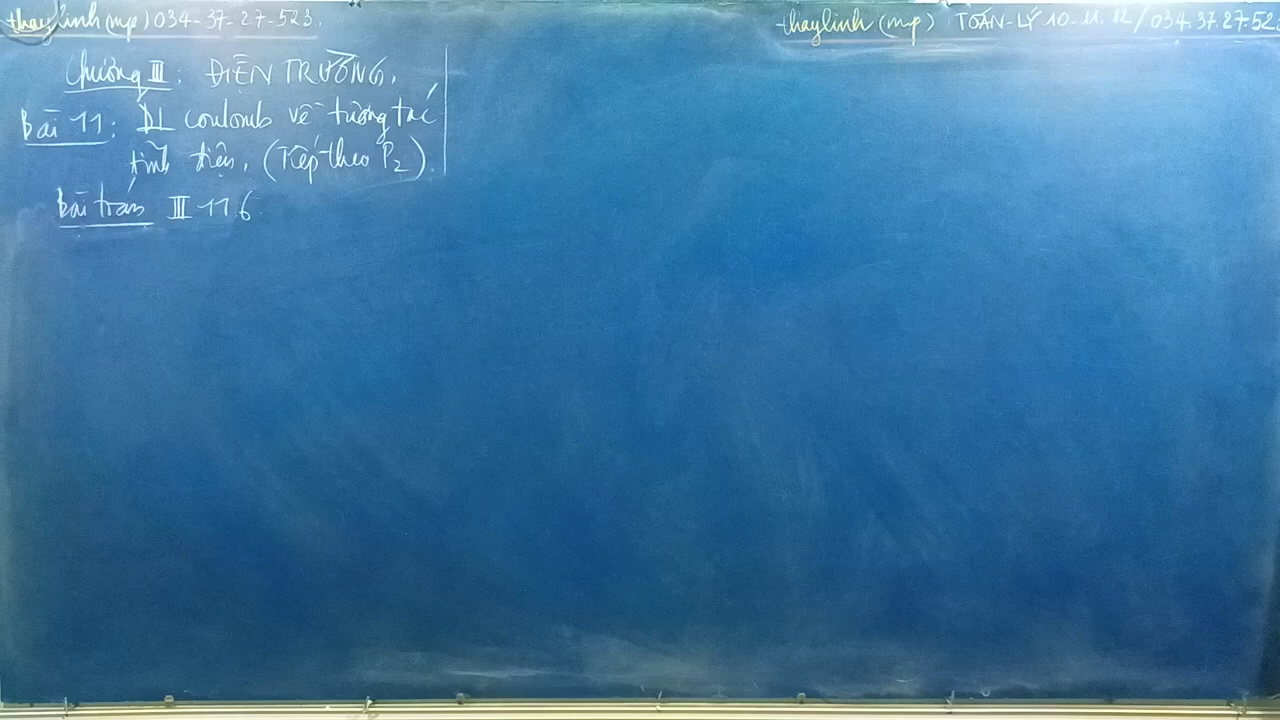 thaylinh (mp) 034-37-27-523.
thaylinh (mp) TOÁN-LÝ 10-11-12 / 034.37.27.523
Chương III: ĐIỆN TRƯỜNG.
Bài 11: ĐL coulomb về tương tác
tĩnh điện. (Tiếp theo P2).
Bài toán III 11 6